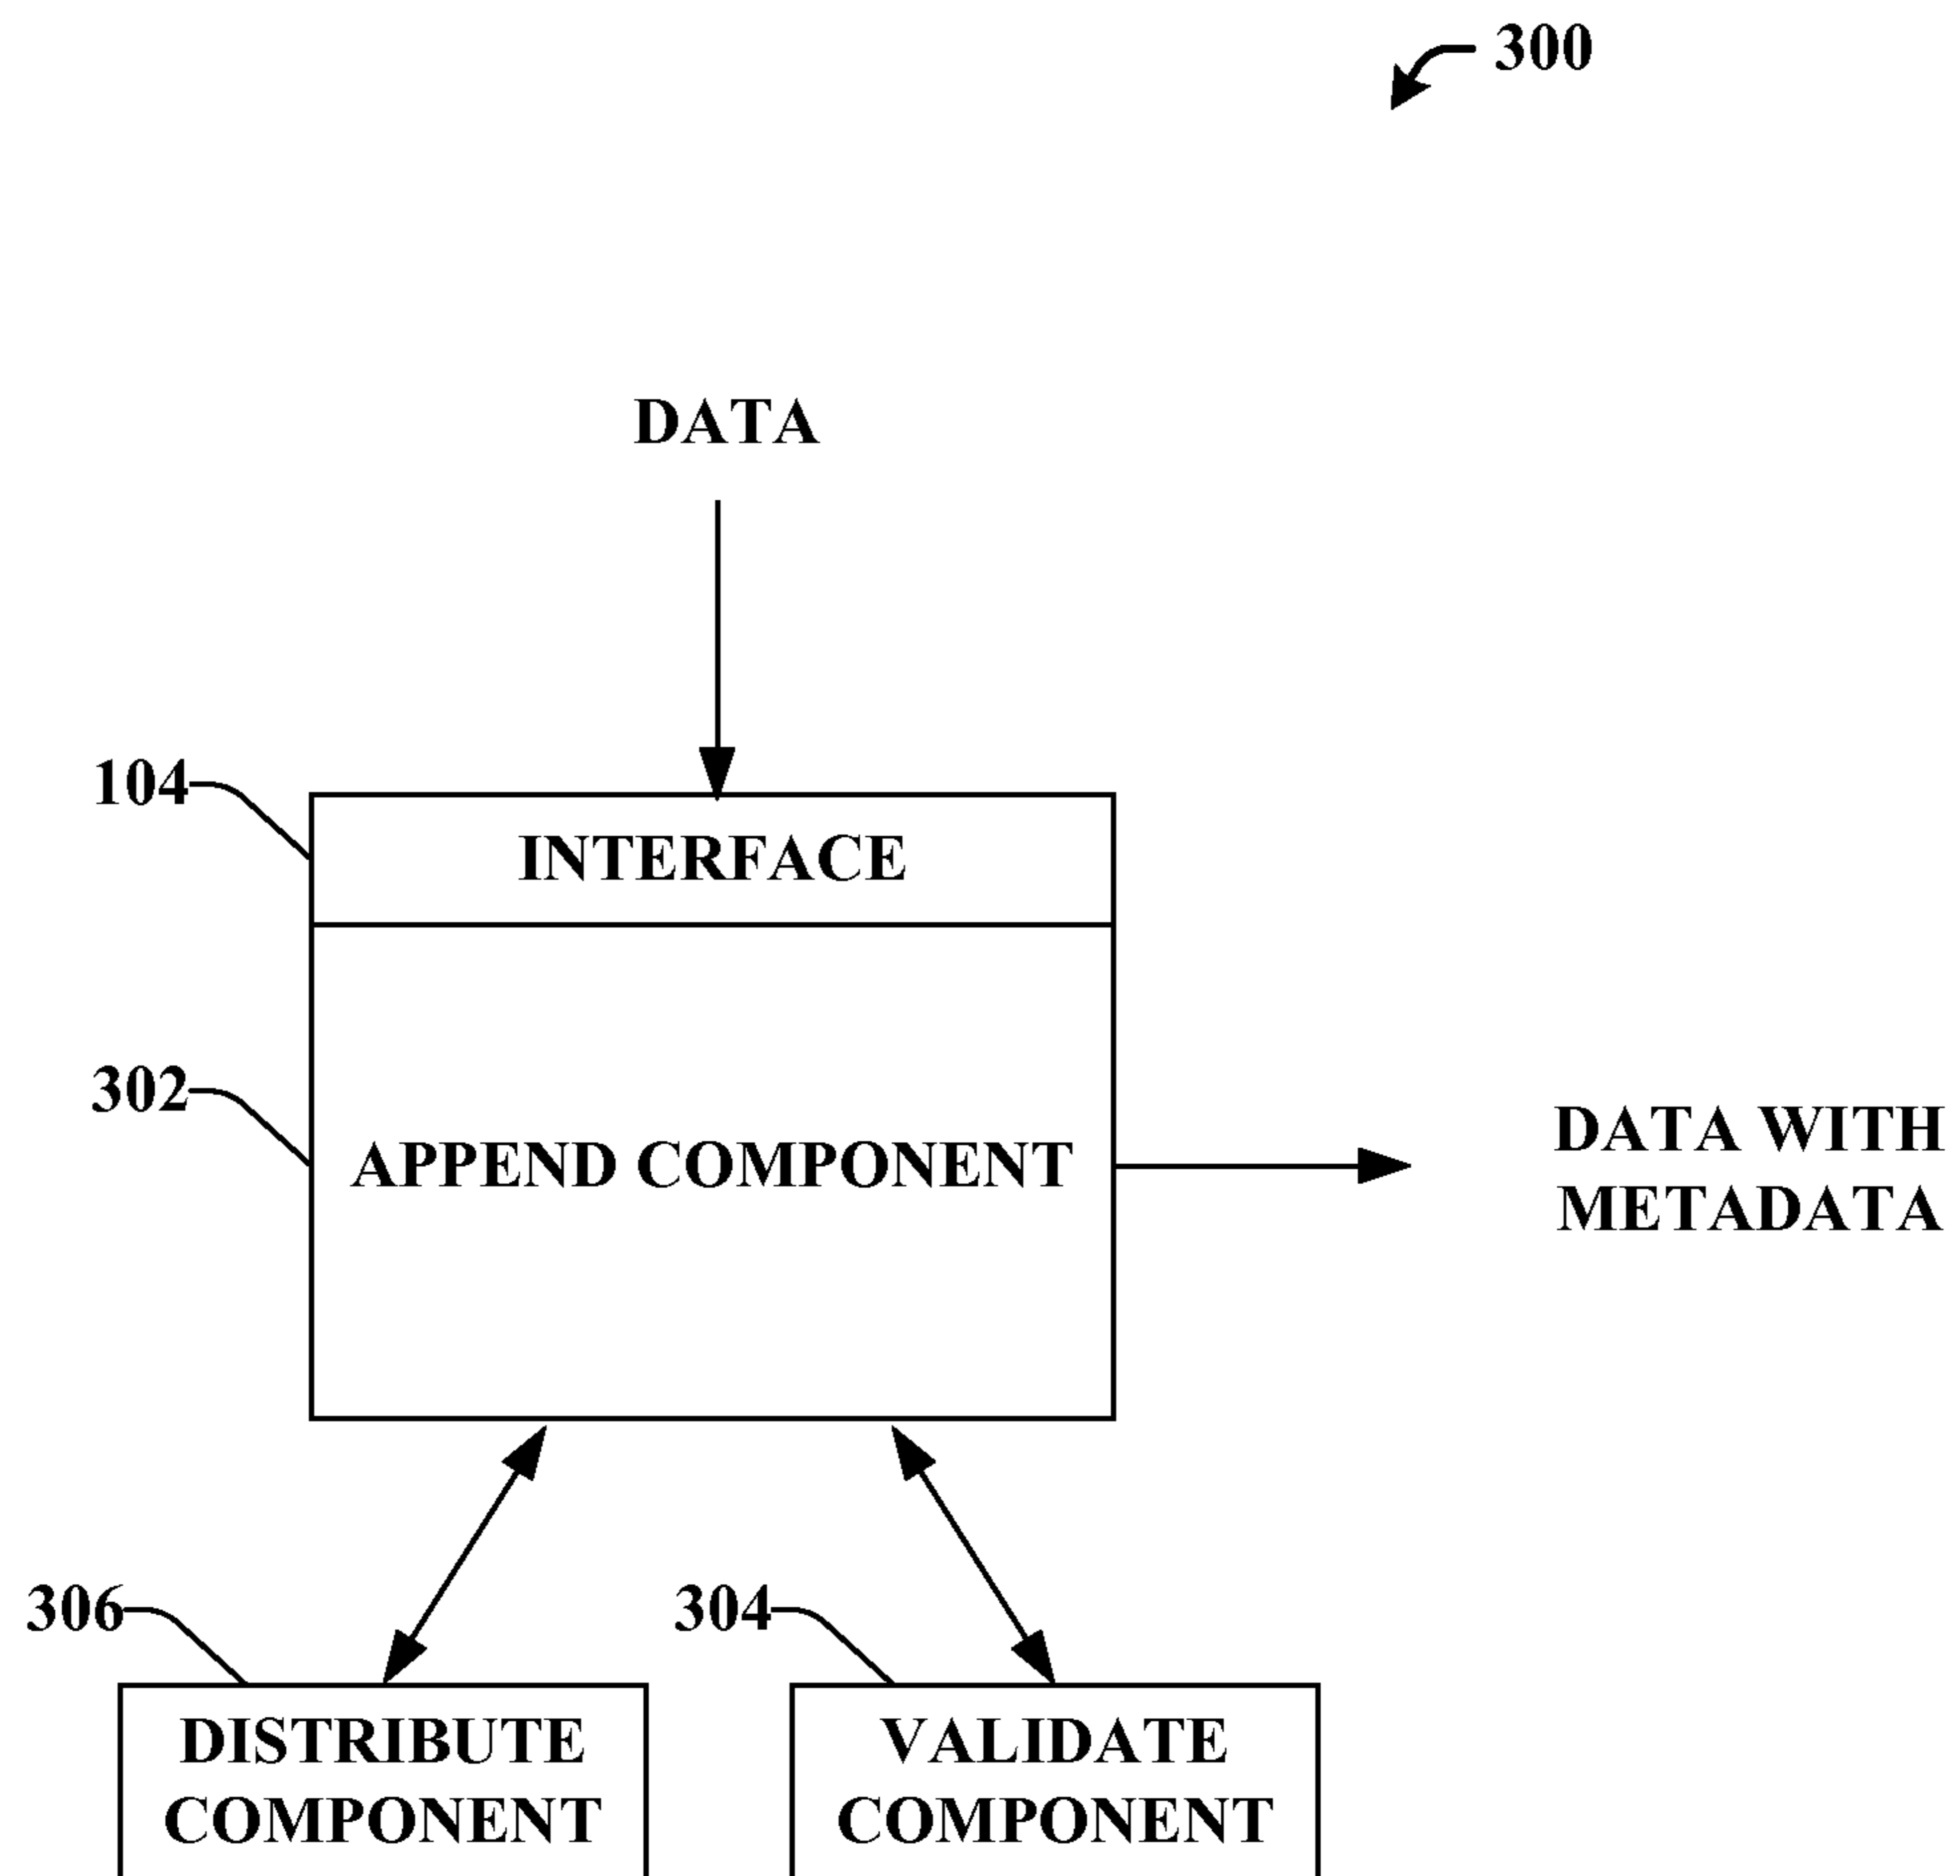 300
DATA
104
INTERFACE
302
APPEND COMPONENT
DATA WITH
METADATA
306
304
DISTRIBUTE
COMPONENT
VALIDATE
COMPONENT